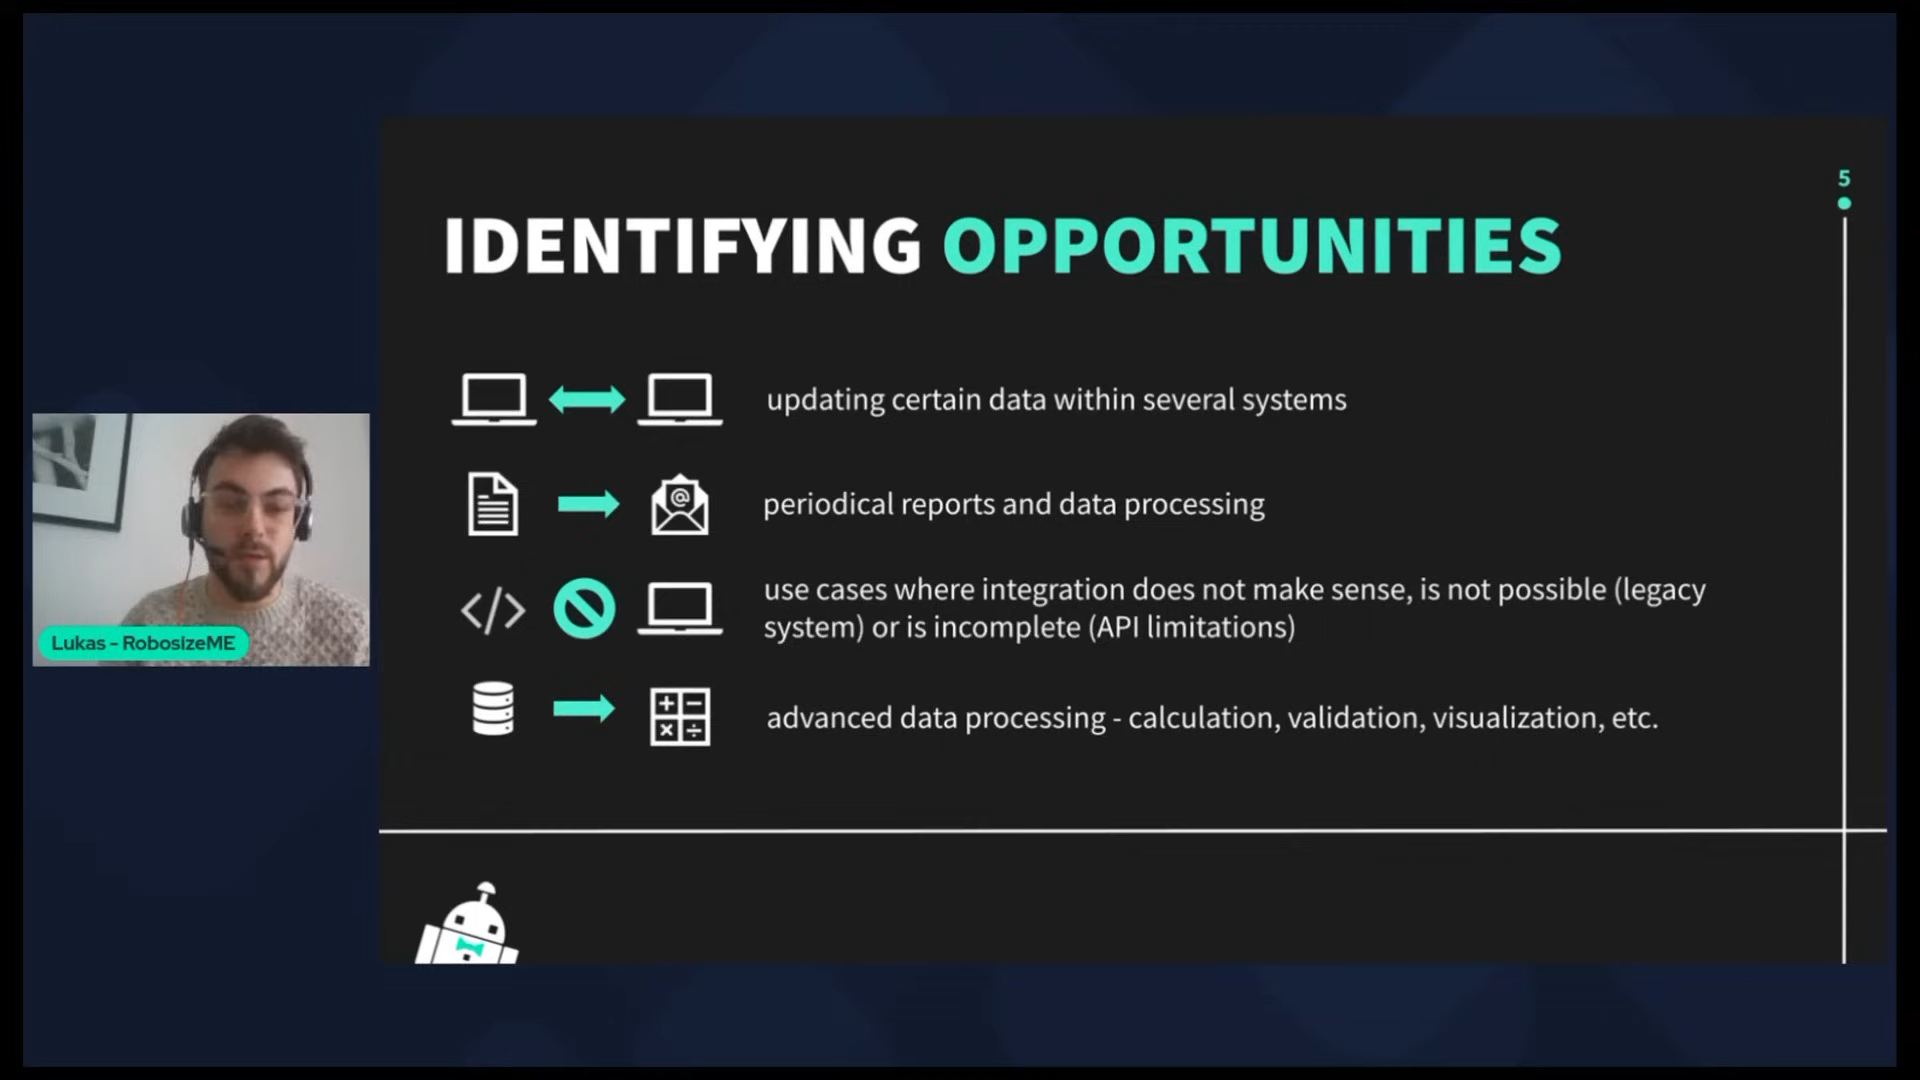 5
IDENTIFYING OPPORTUNITIES
updating certain data within several systems
periodical reports and data processing
use cases where integration does not make sense, is not possible (legacy
system) or is incomplete (API limitations)
advanced data processing - calculation, validation, visualization, etc.
Lukas - RobosizeME